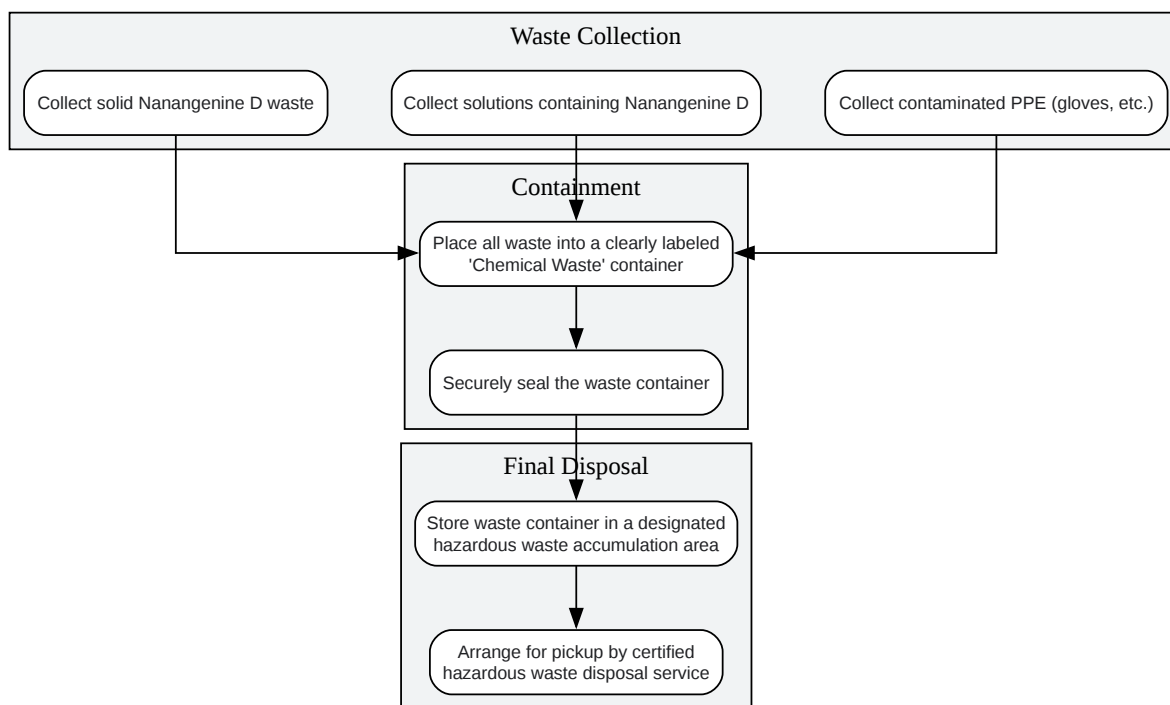 Waste Collection
Collect solid Nanangenine D waste
Collect solutions containing Nanangenine D
Collect contaminated PPE (gloves, etc.)
Containment
Place all waste into a clearly labeled
'Chemical Waste' container
Securely seal the waste container
Final Disposal
Store waste container in a designated
hazardous waste accumulation area
Arrange for pickup by certified
hazardous waste disposal service